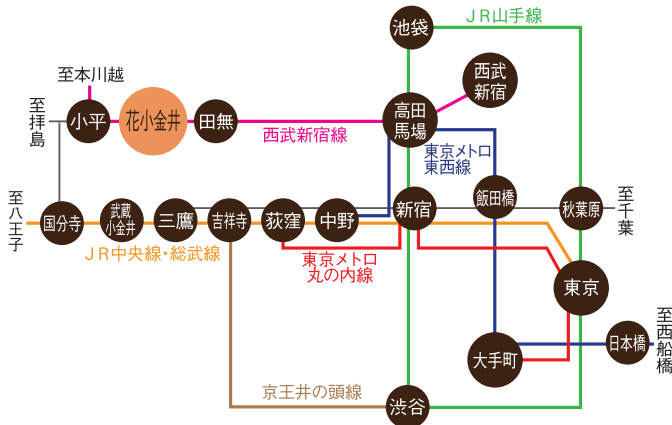 池袋
JR山手線
至本川越
西武
新宿
至拝島
小平
花小金井
田無
高田
馬場
西武新宿線
東京メトロ
東西線
至八王子
国分寺
武蔵
小金井
三鷹
吉祥寺
荻窪
中野
新宿
飯田橋
秋葉原
至千葉
JR中央線・総武線
東京メトロ
丸の内線
東京
大手町
日本橋
至西船橋
京王井の頭線
渋谷